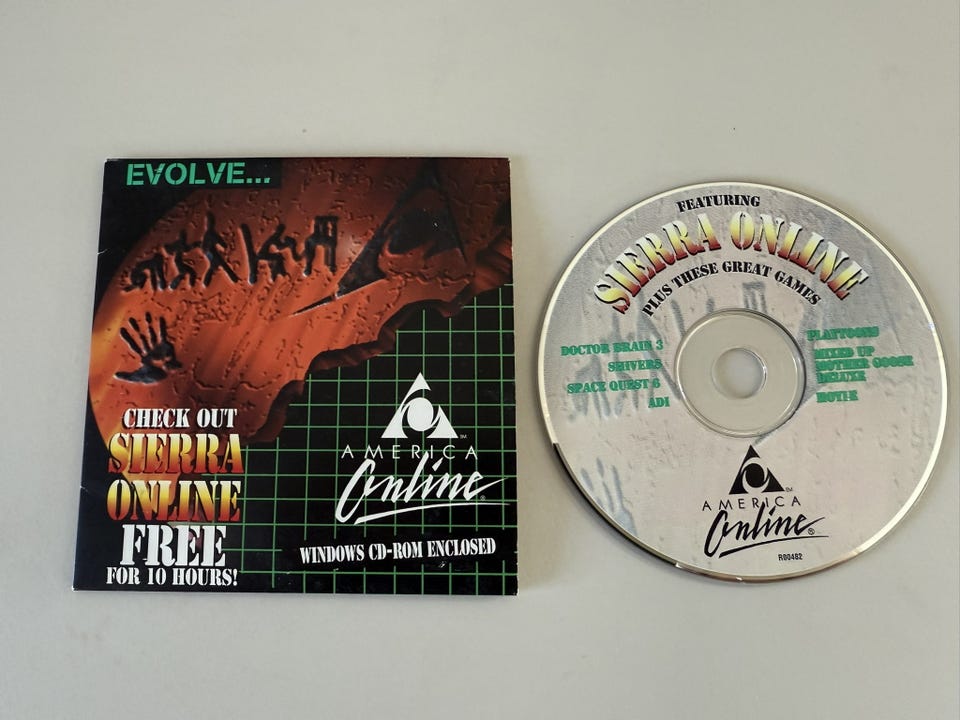 EVOLVE...
CHECK OUT
SIERRA
ONLINE
FREE
FOR 10 HOURS!
AMERICA
Online
TM
®
WINDOWS CD-ROM ENCLOSED
FEATURING
SIERRA ONLINE
PLUS THESE GREAT GAMES
DOCTOR BRAIN 3
SHIVERS
SPACE QUEST 6
ADI
PLAYTOONS
MIXED UP
MOTHER GOOSE
DELUXE
AMERICA
Online
TM
®
R00482